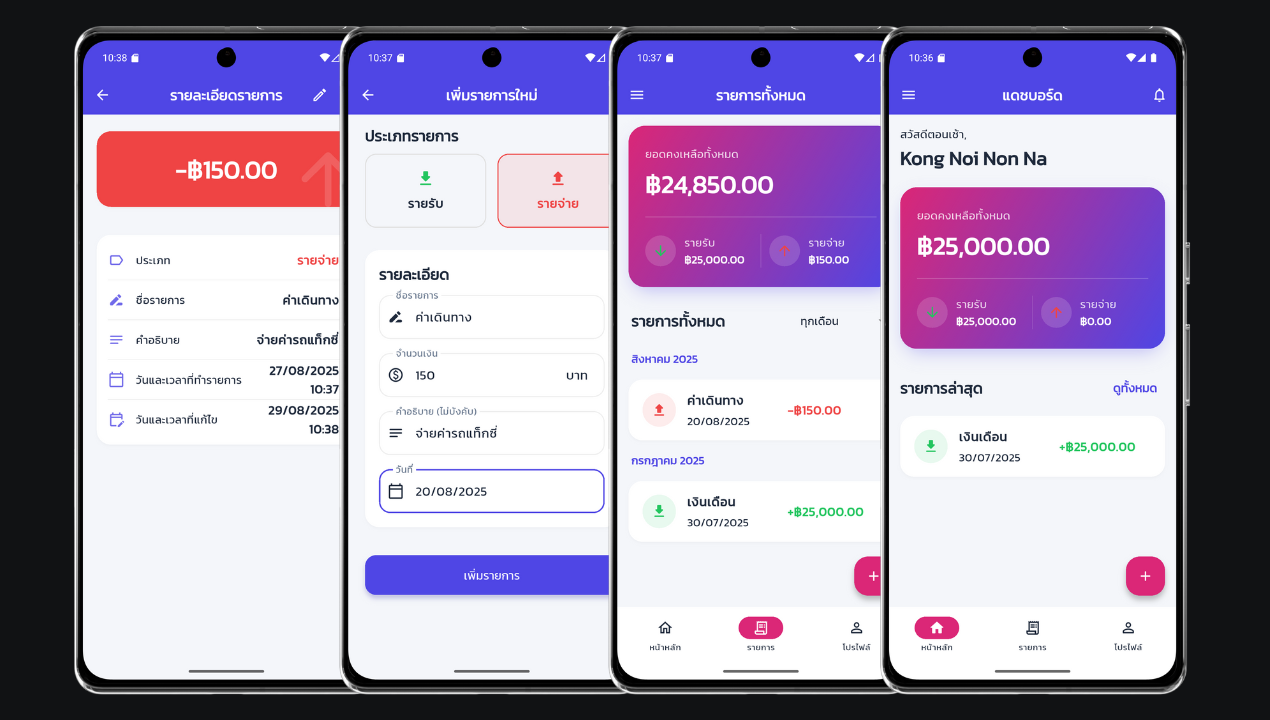 10:38
รายละเอียดรายการ
-฿150.00
ประเภท
รายจ่าย
ชื่อรายการ
ค่าเดินทาง
คำอธิบาย
จ่ายค่ารถแท็กซี่
วันและเวลาที่ทำรายการ
27/08/2025
10:37
วันและเวลาที่แก้ไข
29/08/2025
10:38
10:37
เพิ่มรายการใหม่
ประเภทรายการ
รายรับ
รายจ่าย
รายละเอียด
ชื่อรายการ
ค่าเดินทาง
จำนวนเงิน
150 บาท
คำอธิบาย (ไม่บังคับ)
จ่ายค่ารถแท็กซี่
วันที่
20/08/2025
เพิ่มรายการ
10:37
รายการทั้งหมด
ยอดคงเหลือทั้งหมด
฿24,850.00
รายรับ
฿25,000.00
รายจ่าย
฿150.00
รายการทั้งหมด
ทุกเดือน
สิงหาคม 2025
ค่าเดินทาง
20/08/2025
-฿150.00
กรกฎาคม 2025
เงินเดือน
30/07/2025
+฿25,000.00
หน้าหลัก
รายการ
โปรไฟล์
10:36
แดชบอร์ด
สวัสดีตอนเช้า,
Kong Noi Non Na
ยอดคงเหลือทั้งหมด
฿25,000.00
รายรับ
฿25,000.00
รายจ่าย
฿0.00
รายการล่าสุด
ดูทั้งหมด
เงินเดือน
30/07/2025
+฿25,000.00
หน้าหลัก
รายการ
โปรไฟล์